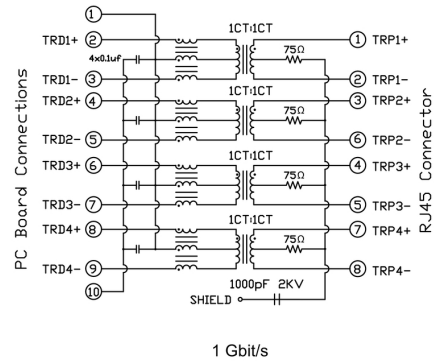 1
1CT:1CT
TRD1+ 2 75Ω 1 TRP1+
4x0.1uf
TRD1- 3 2 TRP1-
1CT:1CT
TRD2+ 4 75Ω 3 TRP2+
TRD2- 5 6 TRP2-
1CT:1CT
TRD3+ 6 75Ω 4 TRP3+
TRD3- 7 5 TRP3-
1CT:1CT
TRD4+ 8 75Ω 7 TRP4+
TRD4- 9 8 TRP4-
10
1000pF 2KV
SHIELD
PC Board Connections
RJ45 Connector
1 Gbit/s